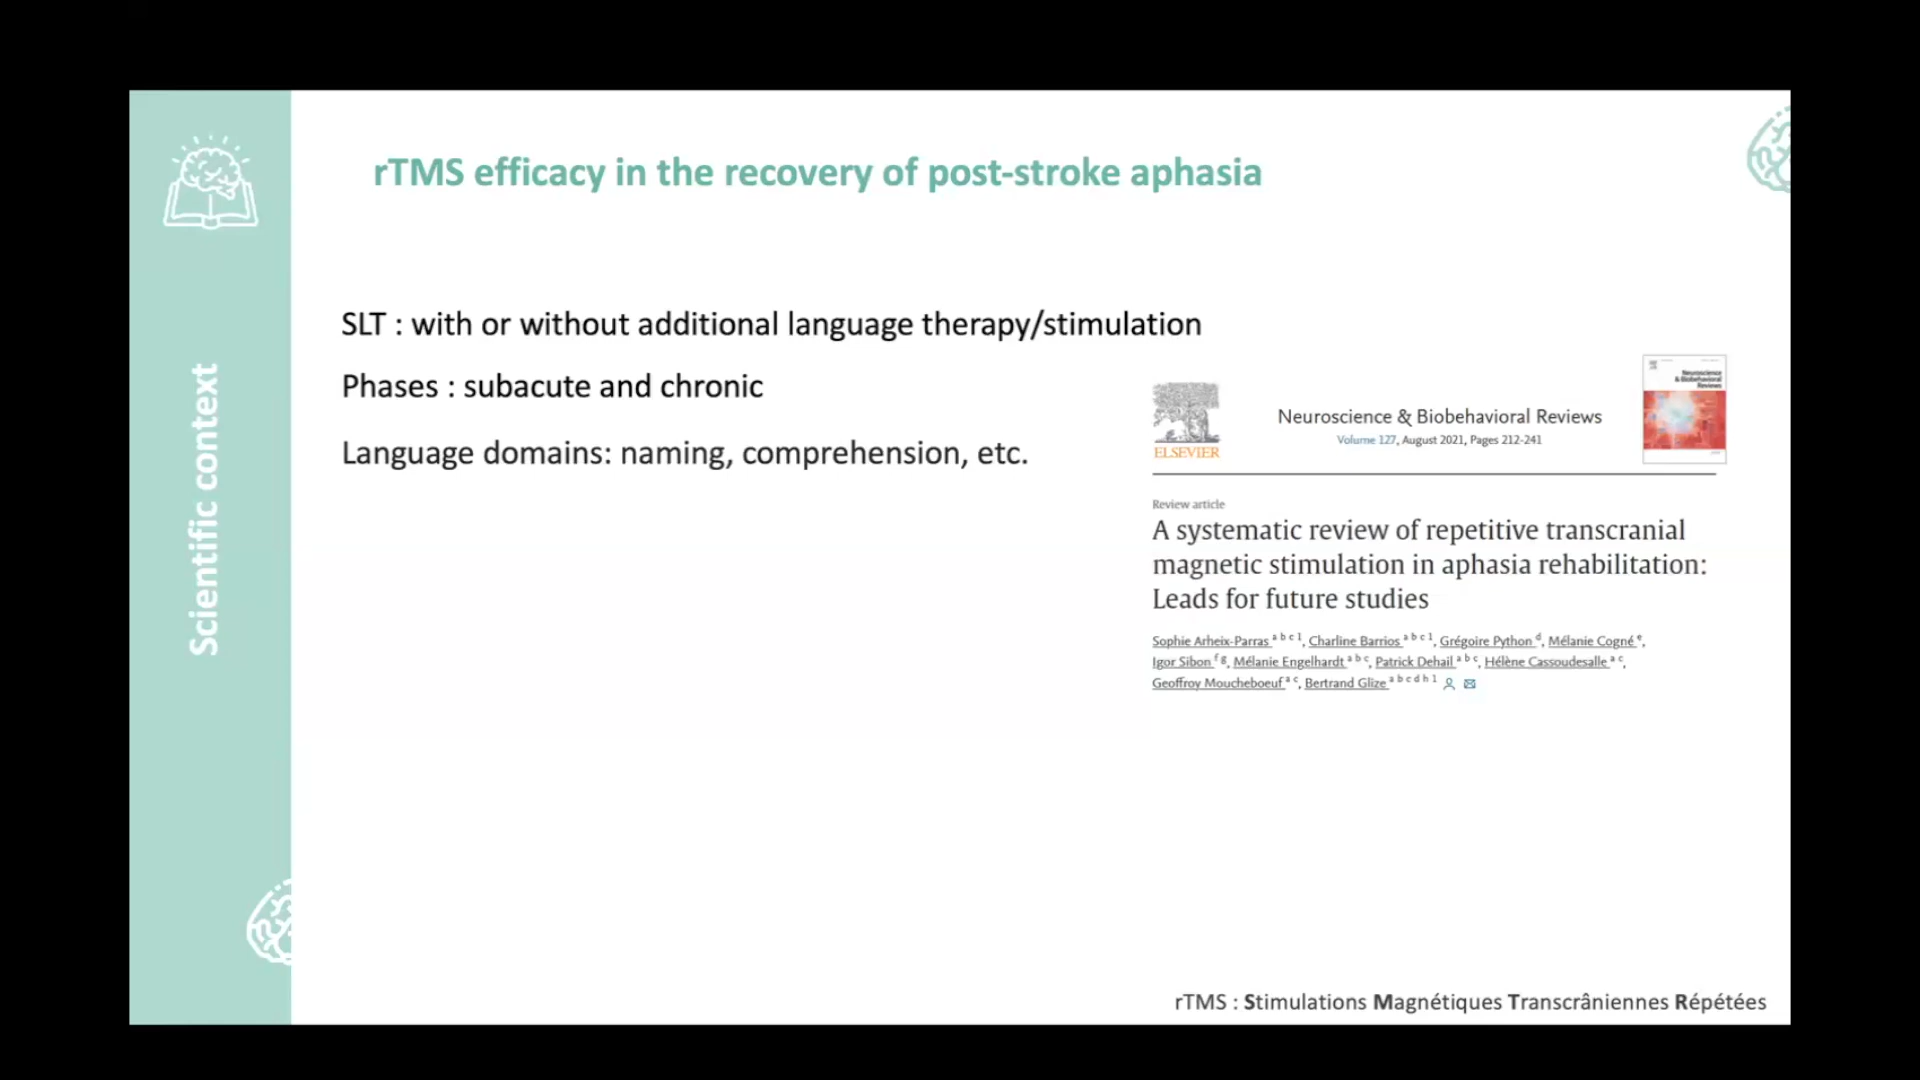 rTMS efficacy in the recovery of post-stroke aphasia
Scientific context
SLT : with or without additional language therapy/stimulation
Phases : subacute and chronic
Language domains: naming, comprehension, etc.
ELSEVIER
Neuroscience & Biobehavioral Reviews
Volume 127, August 2021, Pages 212-241
Neuroscience
& Biobehavioral
Reviews
Review article
A systematic review of repetitive transcranial
magnetic stimulation in aphasia rehabilitation:
Leads for future studies
Sophie Arheix-Parras a b c 1, Charline Barrios a b c 1, Grégoire Python d, Mélanie Cogné e,
Igor Sibon f g, Mélanie Engelhardt a b c, Patrick Dehail a b c, Hélène Cassoudesalle a c,
Geoffroy Moucheboeuf a c, Bertrand Glize a b c d h 1
rTMS : Stimulations Magnétiques Transcrâniennes Répétées